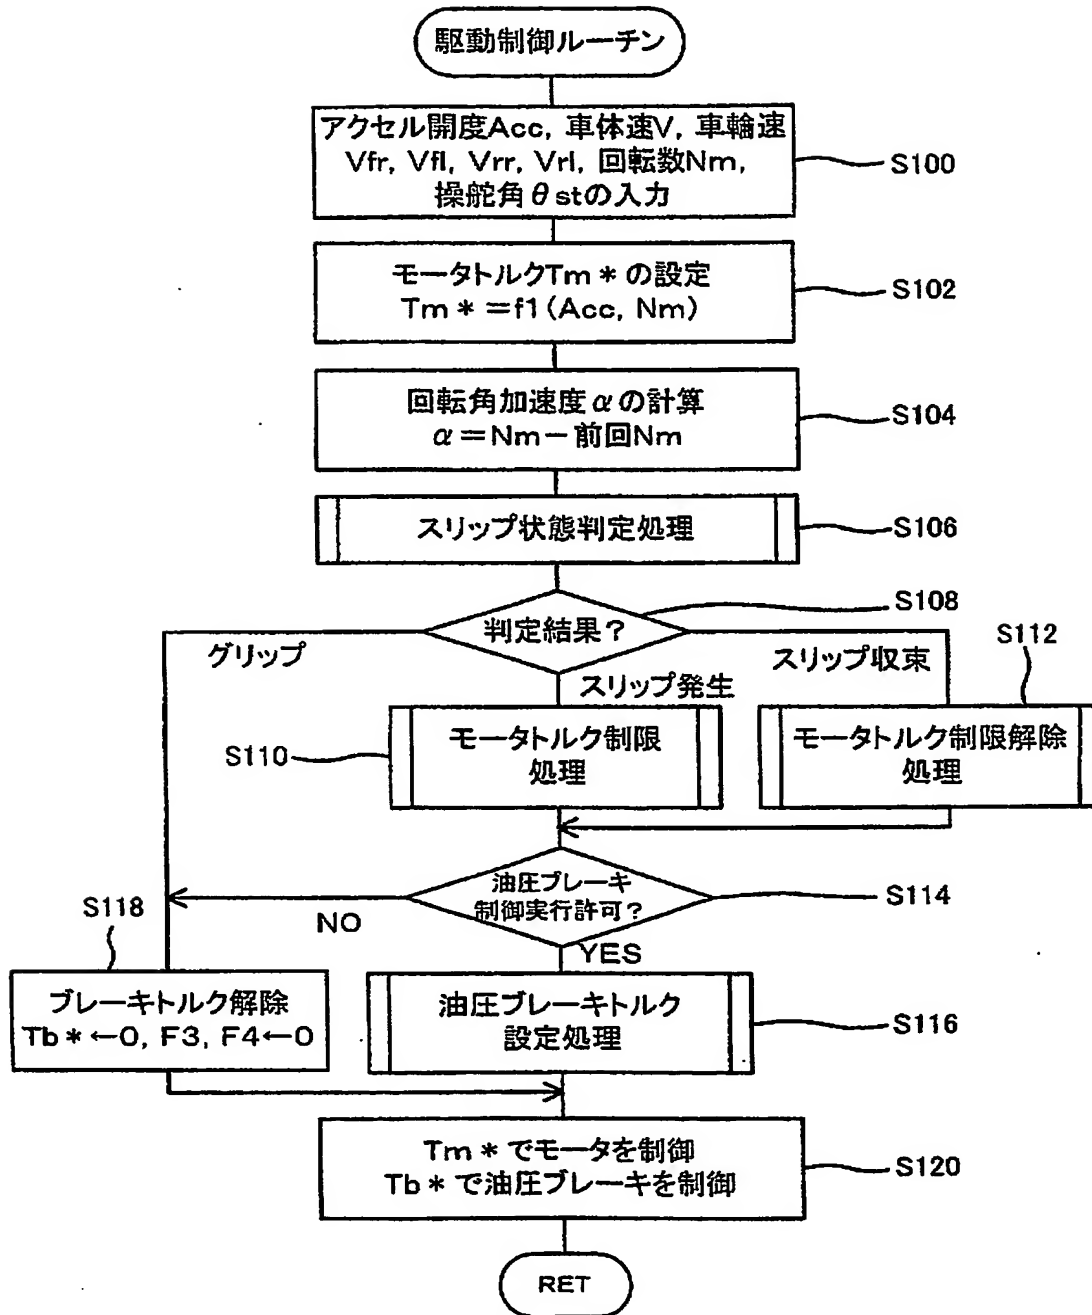 駆動制御ルーチン
アクセル開度Acc, 車体速V, 車輪速
Vfr, Vfl, Vrr, Vrl, 回転数Nm,
操舵角θstの入力
S100
モータトルクTm*の設定
Tm*=f1(Acc, Nm)
S102
回転角加速度αの計算
α=Nm−前回Nm
S104
スリップ状態判定処理
S106
判定結果?
S108
グリップ
スリップ発生
スリップ収束
S112
S110
モータトルク制限
処理
モータトルク制限解除
処理
油圧ブレーキ
制御実行許可?
S114
NO
YES
S118
ブレーキトルク解除
Tb*←0, F3, F4←0
油圧ブレーキトルク
設定処理
S116
Tm*でモータを制御
Tb*で油圧ブレーキを制御
S120
RET